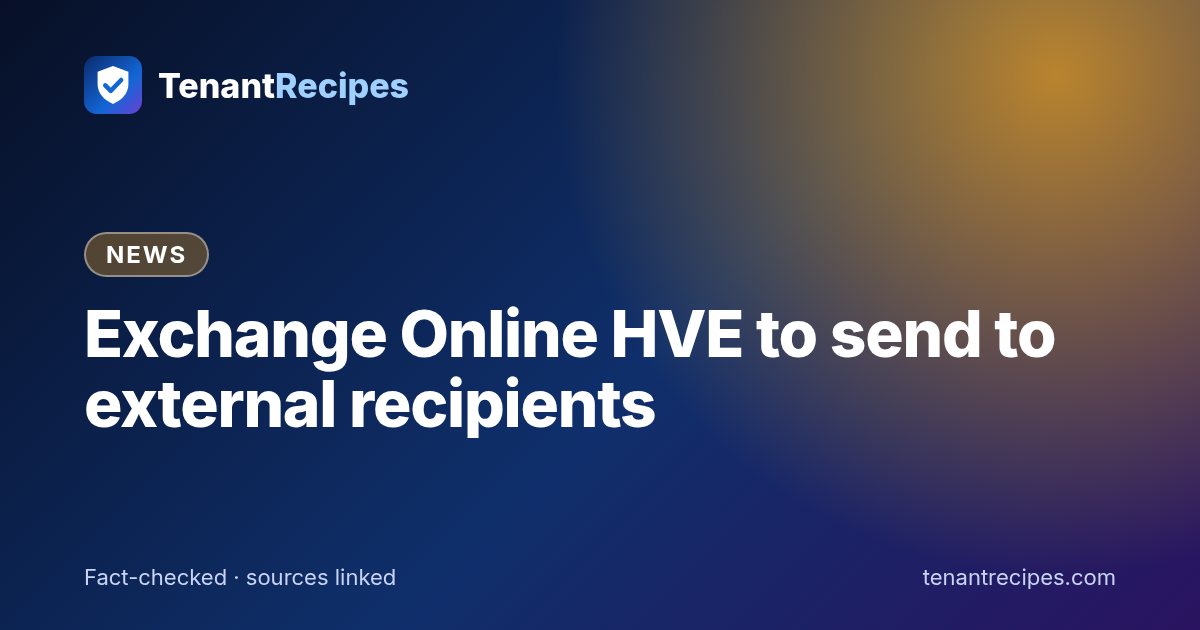 TenantRecipes
NEWS
Exchange Online HVE to send to
external recipients
Fact-checked · sources linked
tenantrecipes.com